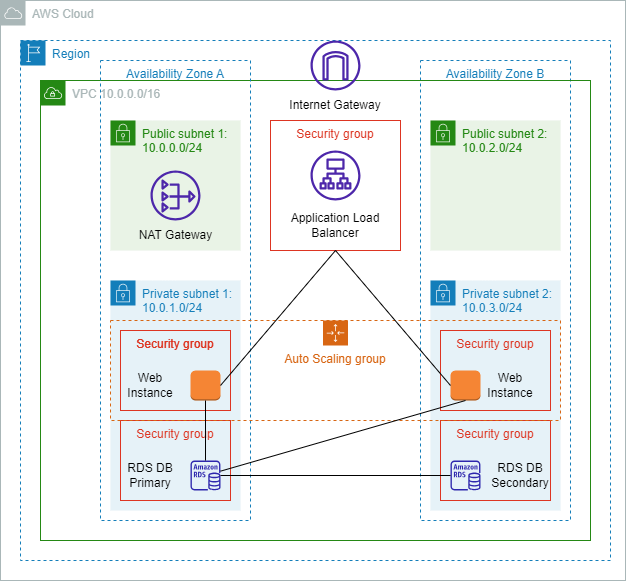 AWS Cloud
Region
Availability Zone A
Availability Zone B
VPC 10.0.0.0/16
Internet Gateway
Public subnet 1:
10.0.0.0/24
NAT Gateway
Security group
Application Load
Balancer
Public subnet 2:
10.0.2.0/24
Private subnet 1:
10.0.1.0/24
Private subnet 2:
10.0.3.0/24
Security group
Web
Instance
Auto Scaling group
Security group
Web
Instance
Security group
RDS DB
Primary
Amazon
RDS
Security group
Amazon
RDS
RDS DB
Secondary